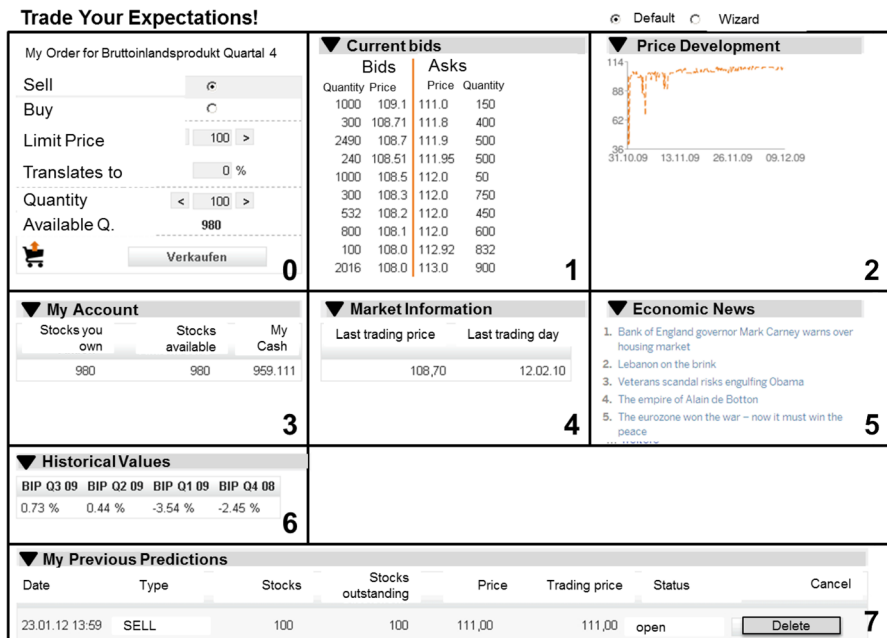 Trade Your Expectations!
Default Wizard
My Order for Bruttoinlandsprodukt Quartal 4
Sell
Buy
Limit Price 100 >
Translates to 0 %
Quantity < 100 >
Available Q. 980
Verkaufen
0
Current bids
Bids Asks
Quantity Price Price Quantity
1000 109.1 111.0 150
300 108.71 111.8 400
2490 108.7 111.9 500
240 108.51 111.95 500
1000 108.5 112.0 50
300 108.3 112.0 750
532 108.2 112.0 450
800 108.1 112.0 600
100 108.0 112.92 832
2016 108.0 113.0 900
1
Price Development
114
88
62
36
31.10.09 13.11.09 26.11.09 09.12.09
2
My Account
Stocks you own Stocks available My Cash
980 980 959.111
3
Market Information
Last trading price Last trading day
108,70 12.02.10
4
Economic News
1. Bank of England governor Mark Carney warns over
housing market
2. Lebanon on the brink
3. Veterans scandal risks engulfing Obama
4. The empire of Alain de Botton
5. The eurozone won the war – now it must win the
peace
5
Historical Values
BIP Q3 09 BIP Q2 09 BIP Q1 09 BIP Q4 08
0.73 % 0.44 % -3.54 % -2.45 %
6
My Previous Predictions
Date Type Stocks Stocks outstanding Price Trading price Status Cancel
23.01.12 13:59 SELL 100 100 111,00 111,00 open Delete
7